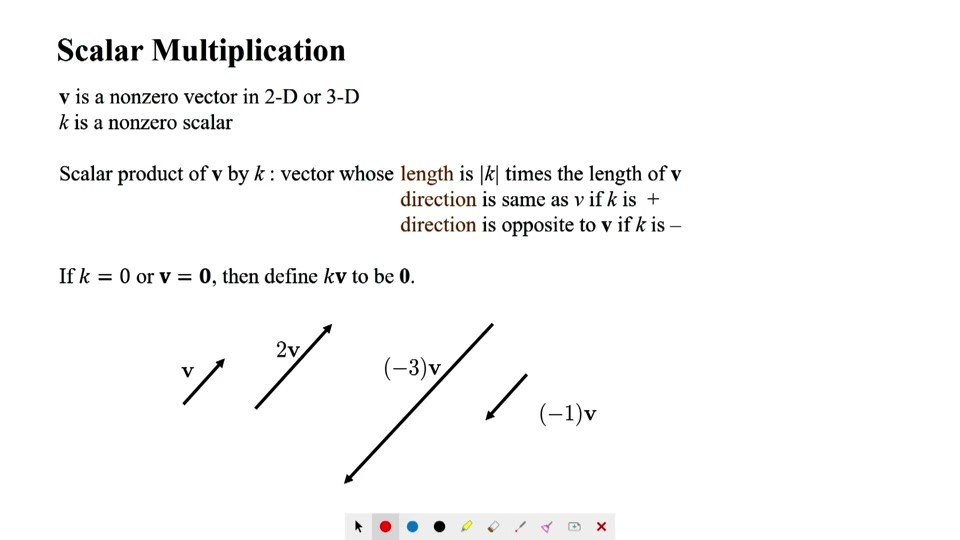 Scalar Multiplication
v is a nonzero vector in 2-D or 3-D
k is a nonzero scalar
Scalar product of v by k : vector whose length is |k| times the length of v
direction is same as v if k is +
direction is opposite to v if k is –
If k = 0 or v = 0, then define kv to be 0.
v
2v
(−3)v
(−1)v